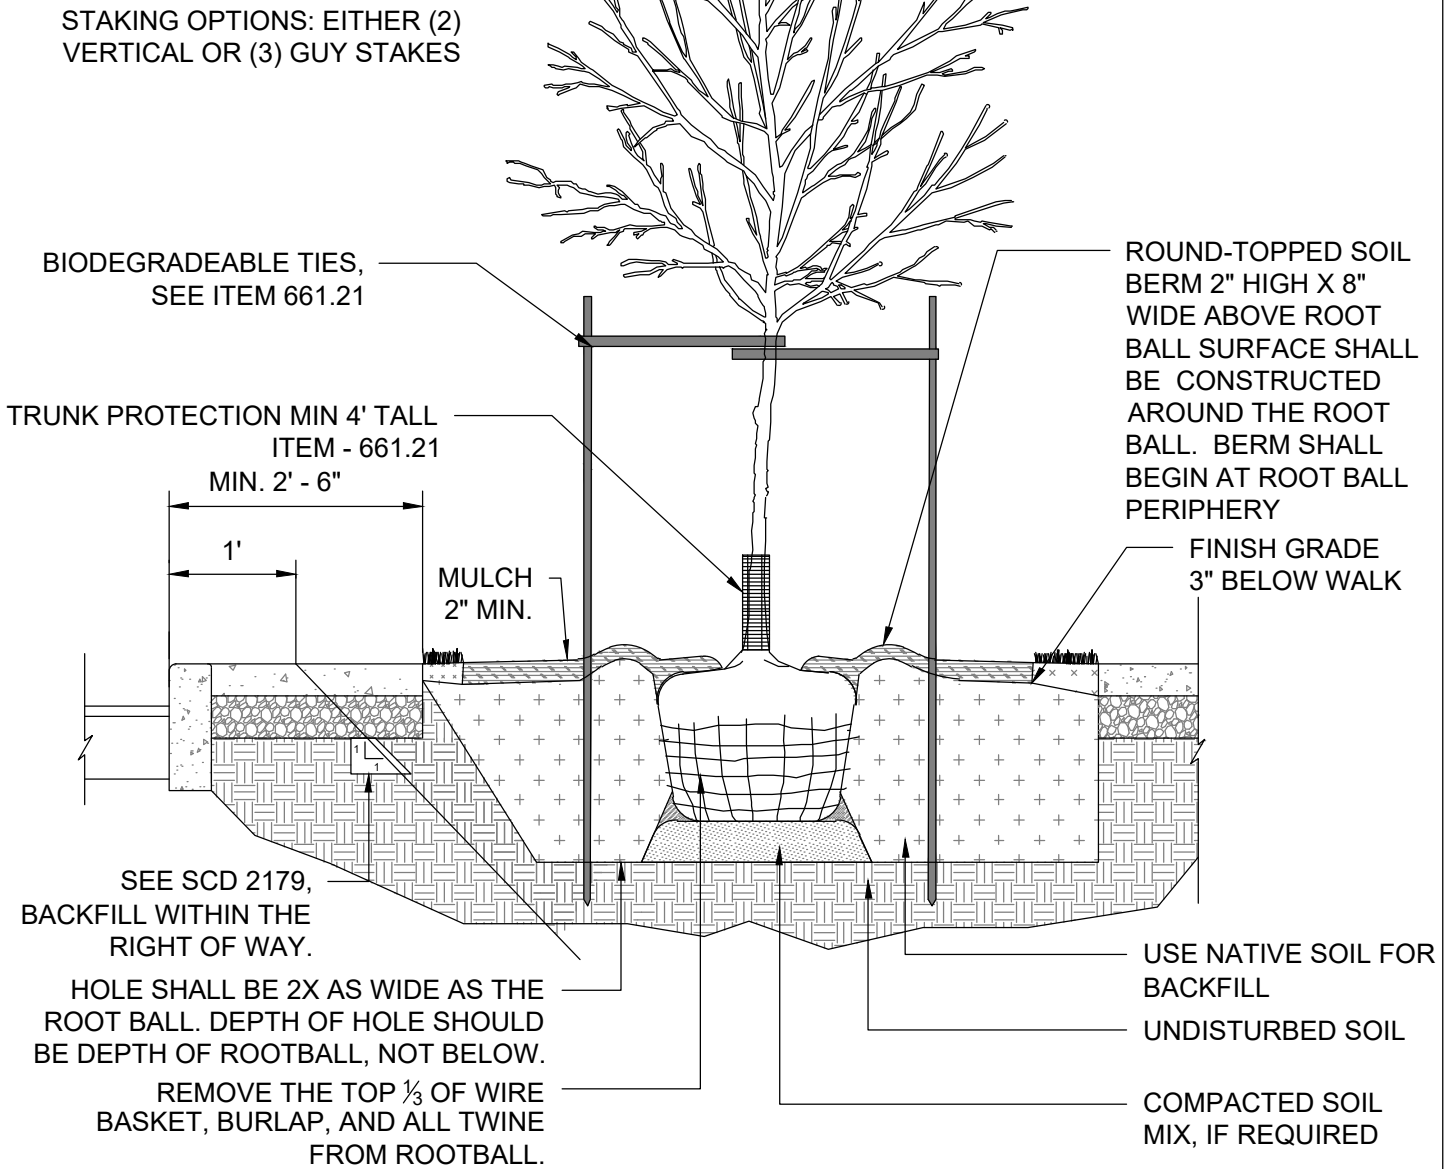 STAKING OPTIONS: EITHER (2)
VERTICAL OR (3) GUY STAKES
BIODEGRADEABLE TIES,
SEE ITEM 661.21
TRUNK PROTECTION MIN 4' TALL
ITEM - 661.21
MIN. 2' - 6"
1'
MULCH
2" MIN.
ROUND-TOPPED SOIL
BERM 2" HIGH X 8"
WIDE ABOVE ROOT
BALL SURFACE SHALL
BE CONSTRUCTED
AROUND THE ROOT
BALL. BERM SHALL
BEGIN AT ROOT BALL
PERIPHERY
FINISH GRADE
3" BELOW WALK
1
1
SEE SCD 2179,
BACKFILL WITHIN THE
RIGHT OF WAY.
HOLE SHALL BE 2X AS WIDE AS THE
ROOT BALL. DEPTH OF HOLE SHOULD
BE DEPTH OF ROOTBALL, NOT BELOW.
REMOVE THE TOP ⅓ OF WIRE
BASKET, BURLAP, AND ALL TWINE
FROM ROOTBALL.
USE NATIVE SOIL FOR
BACKFILL
UNDISTURBED SOIL
COMPACTED SOIL
MIX, IF REQUIRED